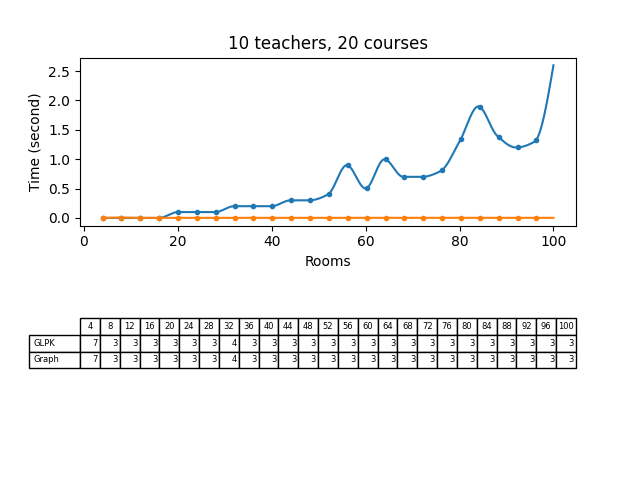 10 teachers, 20 courses
2.5
2.0
1.5
1.0
0.5
0.0
Time (second)
0 20 40 60 80 100
Rooms
4 8 12 16 20 24 28 32 36 40 44 48 52 56 60 64 68 72 76 80 84 88 92 96 100
GLPK 7 3 3 3 3 3 3 4 3 3 3 3 3 3 3 3 3 3 3 3 3 3 3 3 3
Graph 7 3 3 3 3 3 3 4 3 3 3 3 3 3 3 3 3 3 3 3 3 3 3 3 3